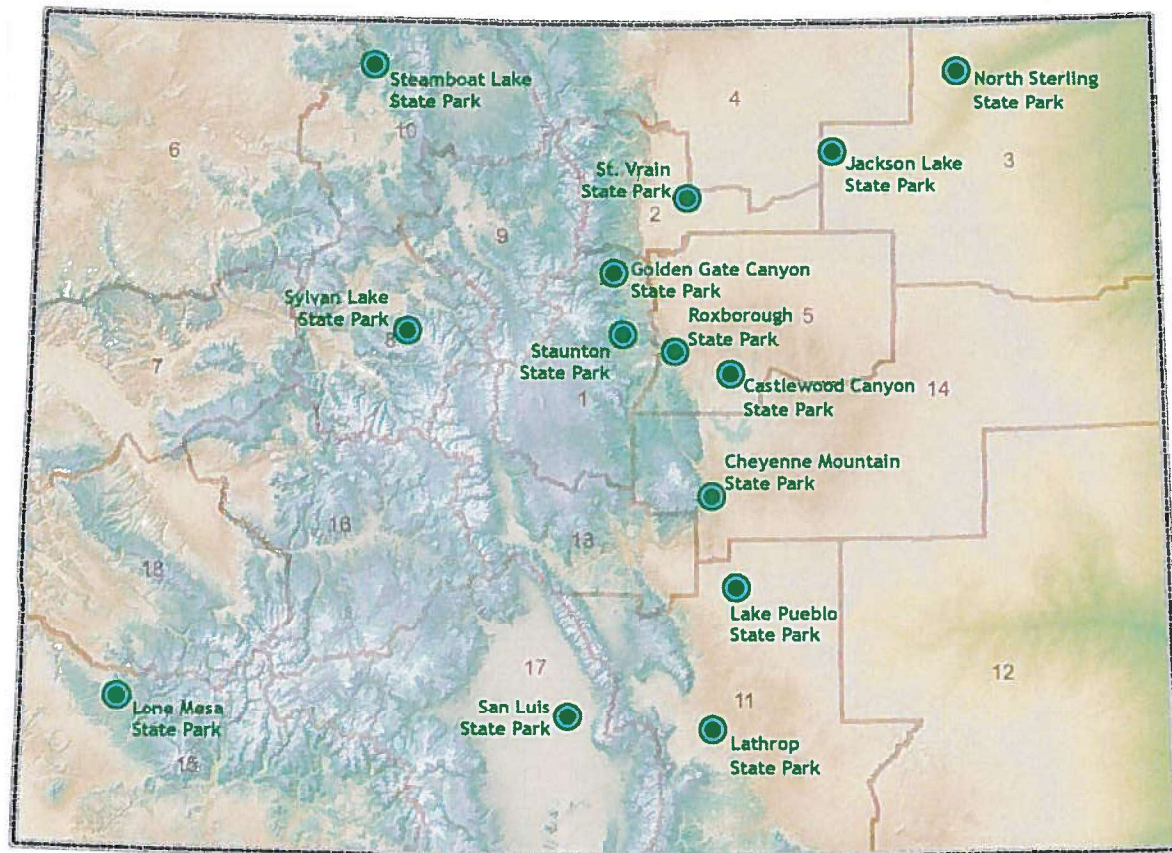 Steamboat Lake
State Park
10
6
4
North Sterling
State Park
3
Jackson Lake
State Park
St. Vrain
State Park
2
9
Golden Gate Canyon
State Park
Sylvan Lake
State Park
8
7
Roxborough
State Park
5
Staunton
State Park
1
Castlewood Canyon
State Park
14
Cheyenne Mountain
State Park
16
13
18
Lake Pueblo
State Park
17
12
Lone Mesa
State Park
15
San Luis
State Park
11
Lathrop
State Park